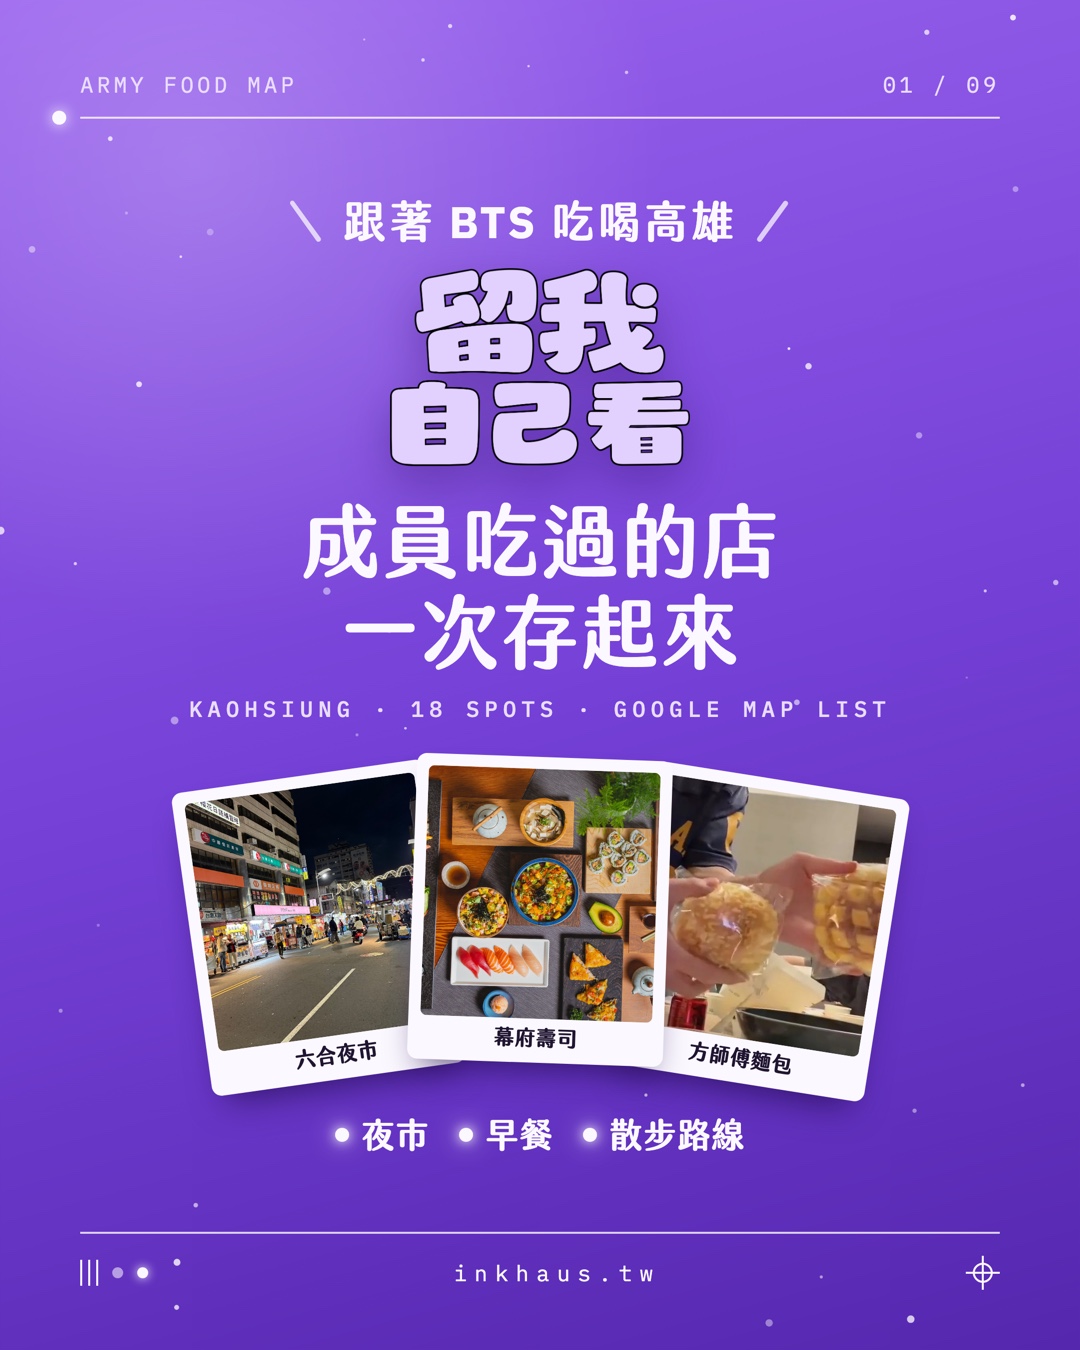 ARMY FOOD MAP
01 / 09
跟著 BTS 吃喝高雄
留我
自己看
成員吃過的店
一次存起來
KAOHSIUNG · 18 SPOTS · GOOGLE MAP LIST
六合夜市
幕府壽司
方師傅麵包
夜市 早餐 散步路線
inkhaus.tw